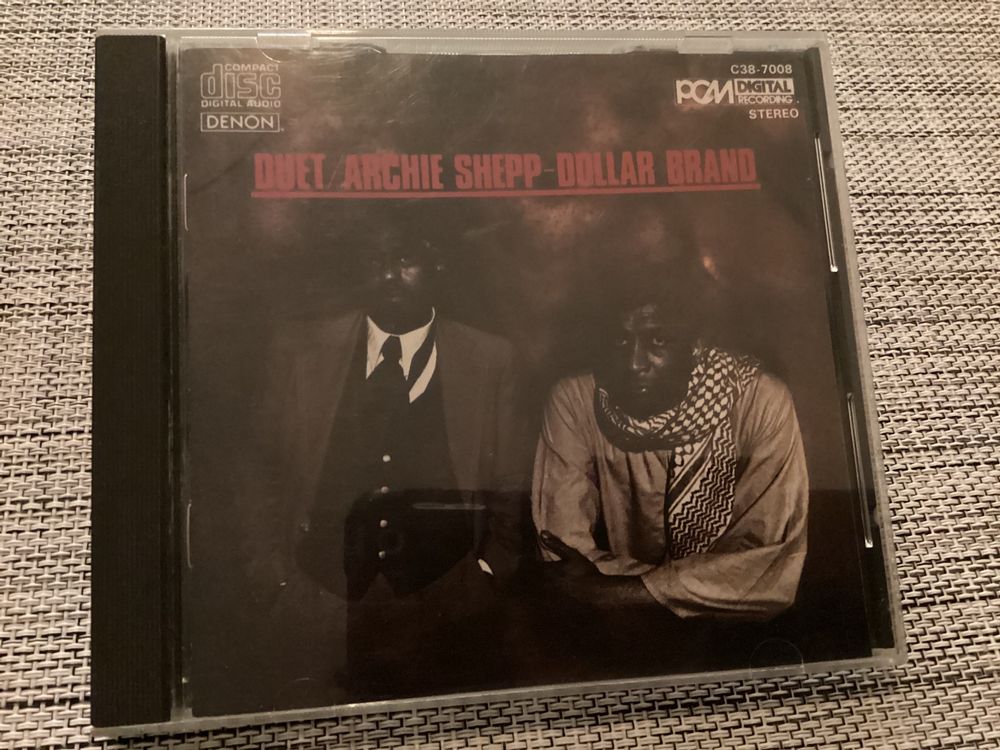 COMPACT
disc
DIGITAL AUDIO
DENON
C38-7008
PCM DIGITAL
RECORDING
STEREO
DUET/ARCHIE SHEPP-DOLLAR BRAND